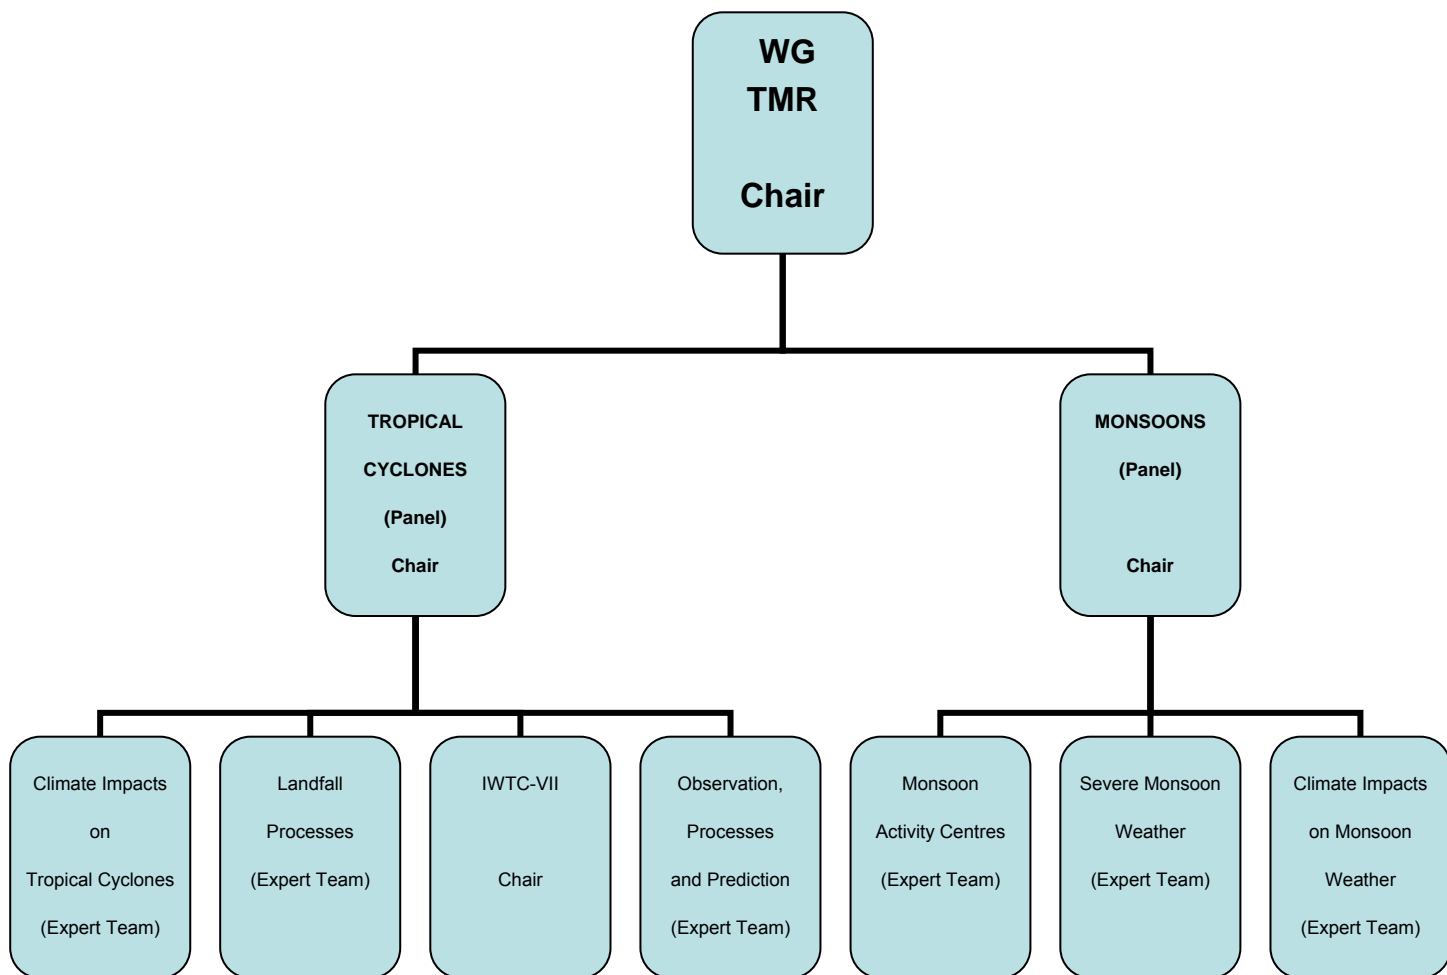 WG
TMR
Chair
TROPICAL
CYCLONES
(Panel)
Chair
MONSOONS
(Panel)
Chair
Climate Impacts
on
Tropical Cyclones
(Expert Team)
Landfall
Processes
(Expert Team)
IWTC-VII
Chair
Observation,
Processes
and Prediction
(Expert Team)
Monsoon
Activity Centres
(Expert Team)
Severe Monsoon
Weather
(Expert Team)
Climate Impacts
on Monsoon
Weather
(Expert Team)